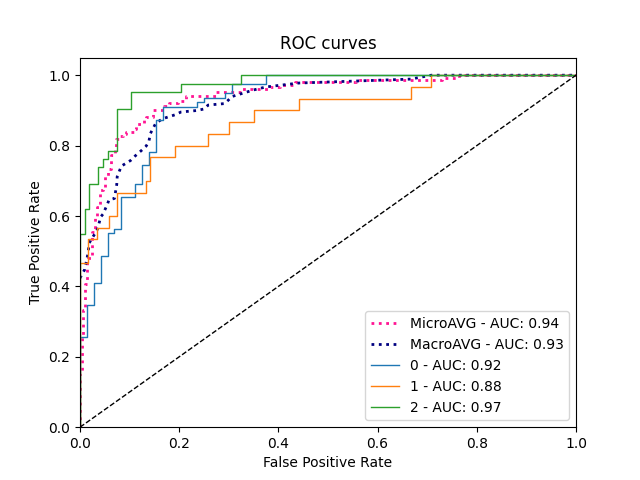 ROC curves
True Positive Rate
1.0
0.8
0.6
0.4
0.2
0.0
MicroAVG - AUC: 0.94
MacroAVG - AUC: 0.93
0 - AUC: 0.92
1 - AUC: 0.88
2 - AUC: 0.97
0.0 0.2 0.4 0.6 0.8 1.0
False Positive Rate